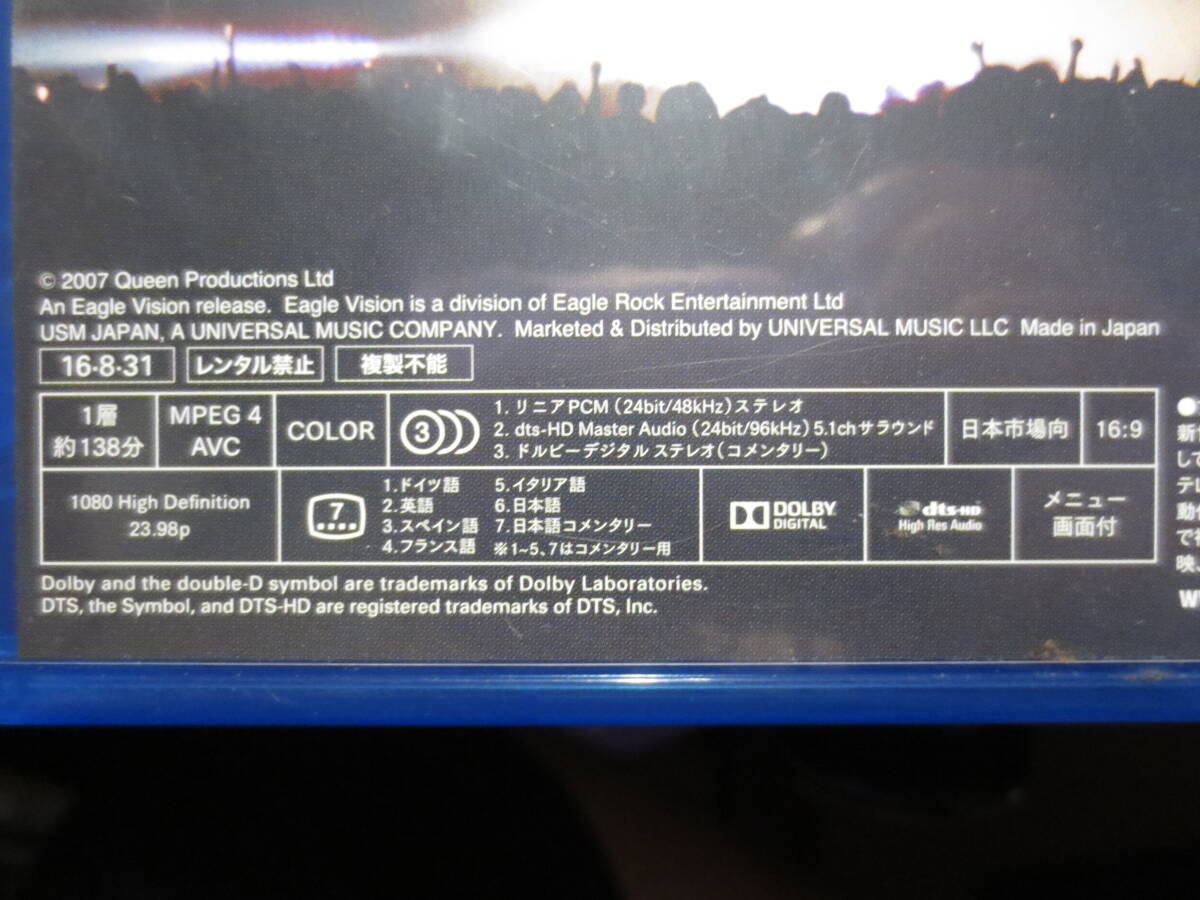 © 2007 Queen Productions Ltd
An Eagle Vision release. Eagle Vision is a division of Eagle Rock Entertainment Ltd
USM JAPAN, A UNIVERSAL MUSIC COMPANY. Marketed & Distributed by UNIVERSAL MUSIC LLC Made in Japan
16·8·31 レンタル禁止 複製不能
1層
約138分
MPEG 4
AVC
COLOR
3
1. リニアPCM（24bit/48kHz）ステレオ
2. dts-HD Master Audio（24bit/96kHz）5.1chサラウンド
3. ドルビーデジタル ステレオ（コメンタリー）
日本市場向
16:9
1080 High Definition
23.98p
7
1.ドイツ語
2.英語
3.スペイン語
4.フランス語
5.イタリア語
6.日本語
7.日本語コメンタリー
※1~5、7はコメンタリー用
DOLBY
DIGITAL
dts-HD
High Res Audio
メニュー
画面付
Dolby and the double-D symbol are trademarks of Dolby Laboratories.
DTS, the Symbol, and DTS-HD are registered trademarks of DTS, Inc.
して
テレ
動作
で
映、